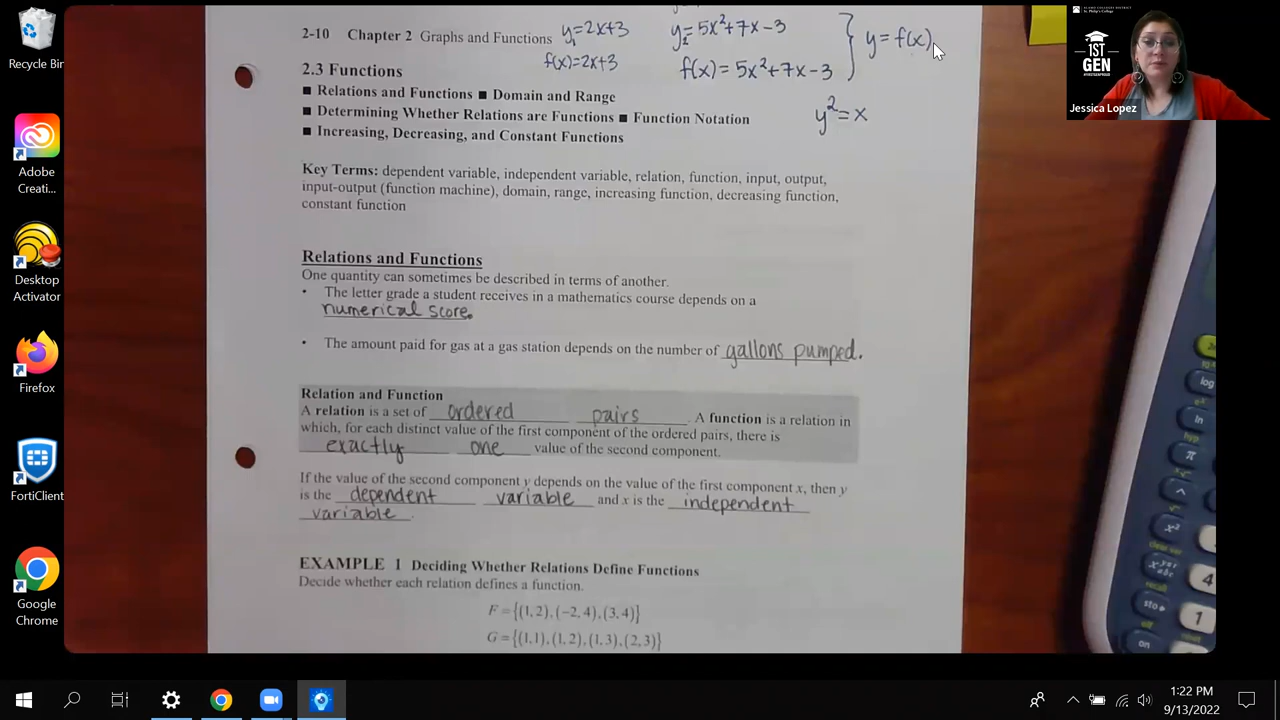 Recycle Bin
Adobe
Creati...
Desktop
Activator
Firefox
FortiClient
Google
Chrome
2-10 Chapter 2 Graphs and Functions
y₁=2x+3
f(x)=2x+3
y₂=5x²+7x-3
f(x)=5x²+7x-3
y=f(x)
y²=x
2.3 Functions
■ Relations and Functions ■ Domain and Range
■ Determining Whether Relations are Functions ■ Function Notation
■ Increasing, Decreasing, and Constant Functions
Key Terms: dependent variable, independent variable, relation, function, input, output,
input-output (function machine), domain, range, increasing function, decreasing function,
constant function
Relations and Functions
One quantity can sometimes be described in terms of another.
• The letter grade a student receives in a mathematics course depends on a
numerical score.
• The amount paid for gas at a gas station depends on the number of gallons pumped.
Relation and Function
A relation is a set of ordered pairs. A function is a relation in
which, for each distinct value of the first component of the ordered pairs, there is
exactly one value of the second component.
If the value of the second component y depends on the value of the first component x, then y
is the dependent variable and x is the independent
variable.
EXAMPLE 1 Deciding Whether Relations Define Functions
Decide whether each relation defines a function.
F = {(1, 2), (−2, 4), (3, 4)}
G = {(1, 1), (1, 2), (1, 3), (2, 3)}
1ST
GEN
Jessica Lopez
log
ln
hyp
π
^
x²
sto
on
4
1
1:22 PM
9/13/2022